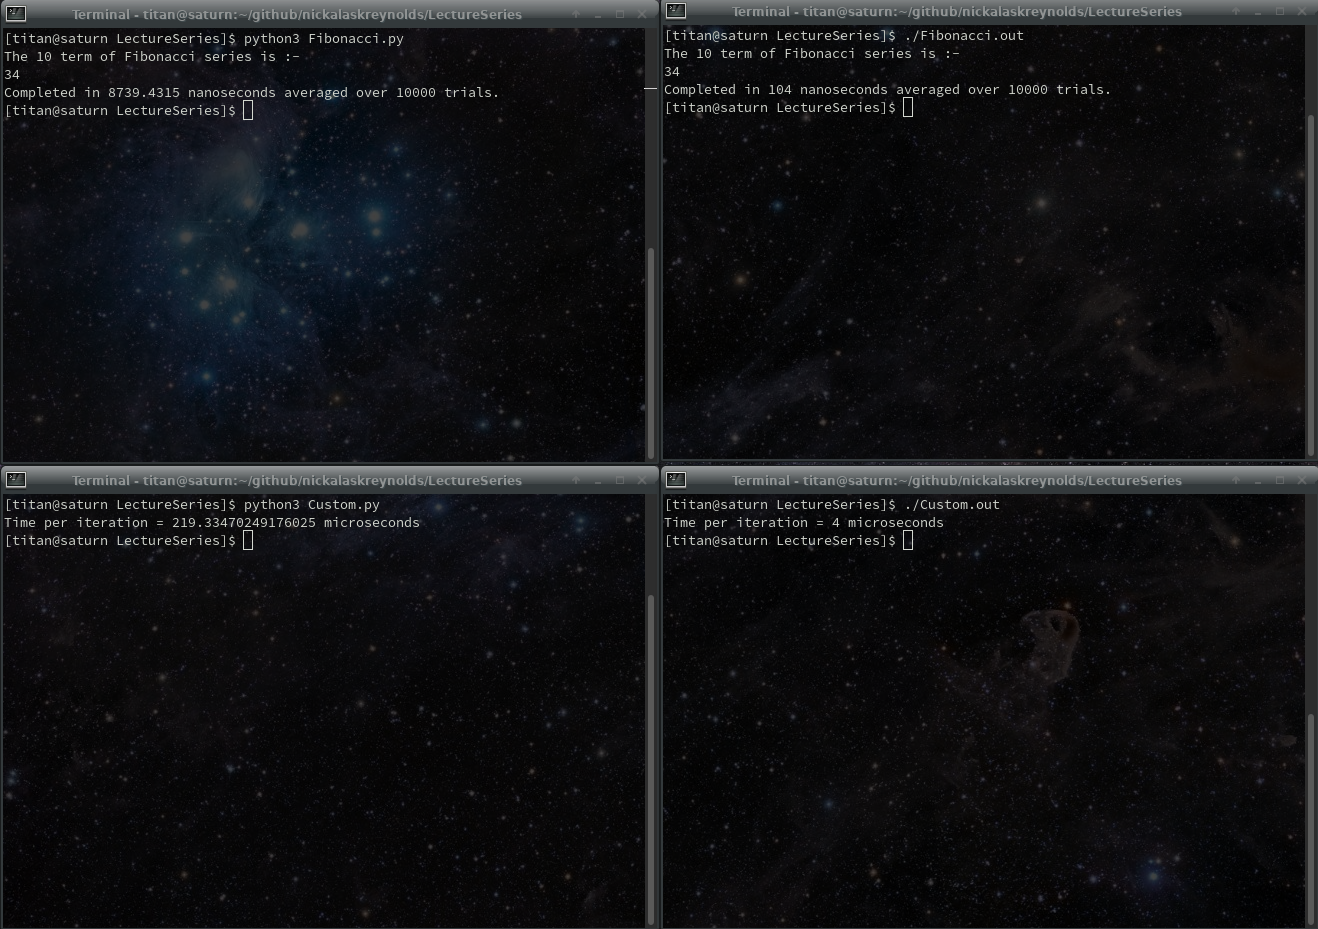 Terminal - titan@saturn:~/github/nickalaskreynolds/LectureSeries
[titan@saturn LectureSeries]$ python3 Fibonacci.py
The 10 term of Fibonacci series is :-
34
Completed in 8739.4315 nanoseconds averaged over 10000 trials.
[titan@saturn LectureSeries]$
Terminal - titan@saturn:~/github/nickalaskreynolds/LectureSeries
[titan@saturn LectureSeries]$ ./Fibonacci.out
The 10 term of Fibonacci series is :-
34
Completed in 104 nanoseconds averaged over 10000 trials.
[titan@saturn LectureSeries]$
Terminal - titan@saturn:~/github/nickalaskreynolds/LectureSeries
[titan@saturn LectureSeries]$ python3 Custom.py
Time per iteration = 219.33470249176025 microseconds
[titan@saturn LectureSeries]$
Terminal - titan@saturn:~/github/nickalaskreynolds/LectureSeries
[titan@saturn LectureSeries]$ ./Custom.out
Time per iteration = 4 microseconds
[titan@saturn LectureSeries]$